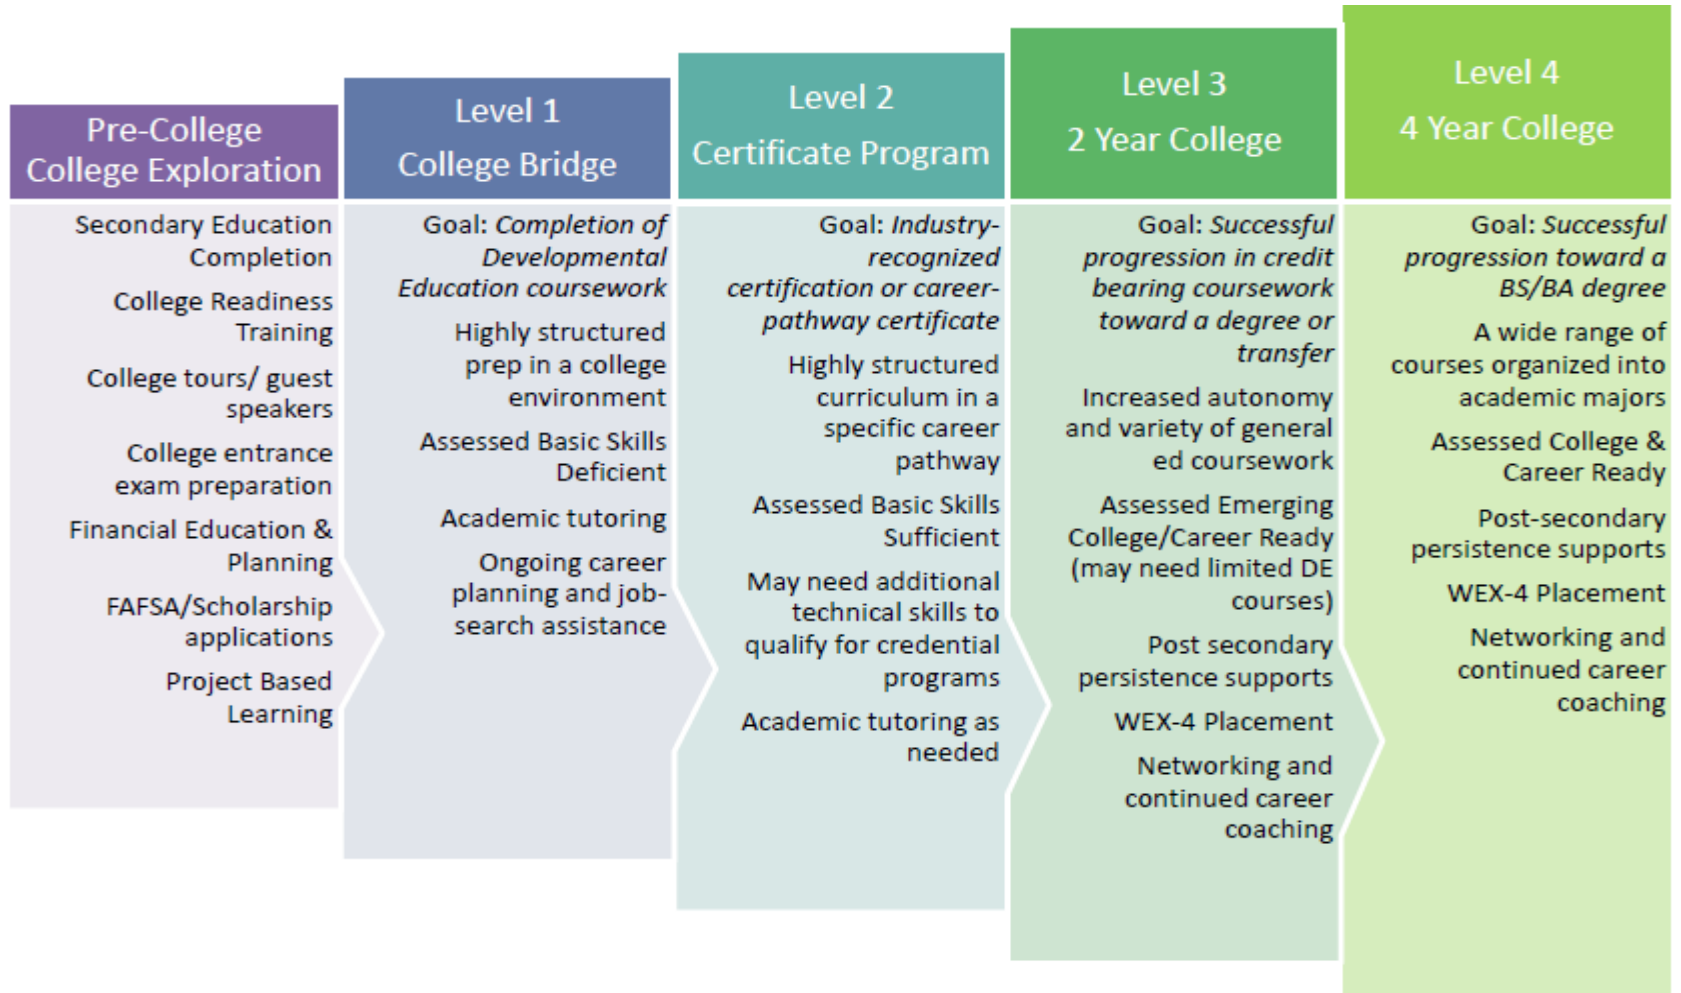 Pre-College
College Exploration
Secondary Education
Completion
College Readiness
Training
College tours/ guest
speakers
College entrance
exam preparation
Financial Education &
Planning
FAFSA/Scholarship
applications
Project Based
Learning
Level 1
College Bridge
Goal: Completion of
Developmental
Education coursework
Highly structured
prep in a college
environment
Assessed Basic Skills
Deficient
Academic tutoring
Ongoing career
planning and job-
search assistance
Level 2
Certificate Program
Goal: Industry-
recognized
certification or career-
pathway certificate
Highly structured
curriculum in a
specific career
pathway
Assessed Basic Skills
Sufficient
May need additional
technical skills to
qualify for credential
programs
Academic tutoring as
needed
Level 3
2 Year College
Goal: Successful
progression in credit
bearing coursework
toward a degree or
transfer
Increased autonomy
and variety of general
ed coursework
Assessed Emerging
College/Career Ready
(may need limited DE
courses)
Post secondary
persistence supports
WEX-4 Placement
Networking and
continued career
coaching
Level 4
4 Year College
Goal: Successful
progression toward a
BS/BA degree
A wide range of
courses organized into
academic majors
Assessed College &
Career Ready
Post-secondary
persistence supports
WEX-4 Placement
Networking and
continued career
coaching